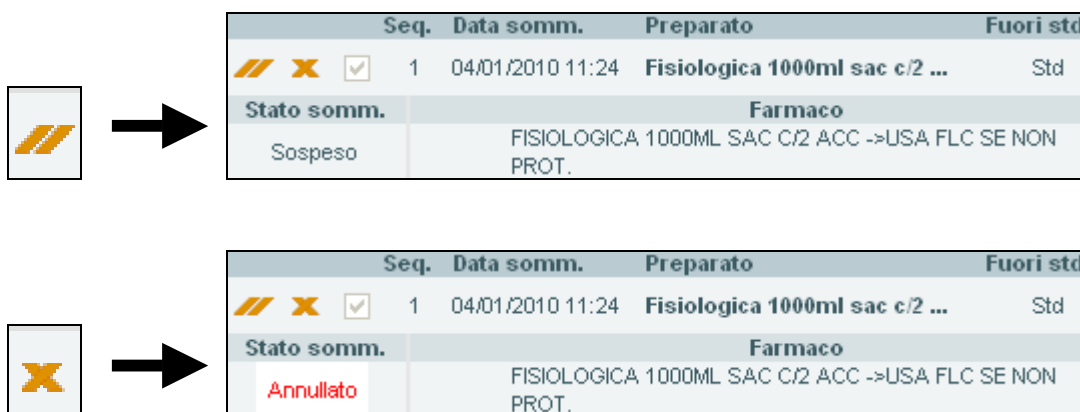 Seq. Data somm. Preparato Fuori std
1 04/01/2010 11:24 Fisiologica 1000ml sac c/2 ... Std
Stato somm. Farmaco
Sospeso FISIOLOGICA 1000ML SAC C/2 ACC ->USA FLC SE NON
PROT.
Seq. Data somm. Preparato Fuori std
1 04/01/2010 11:24 Fisiologica 1000ml sac c/2 ... Std
Stato somm. Farmaco
Annullato FISIOLOGICA 1000ML SAC C/2 ACC ->USA FLC SE NON
PROT.